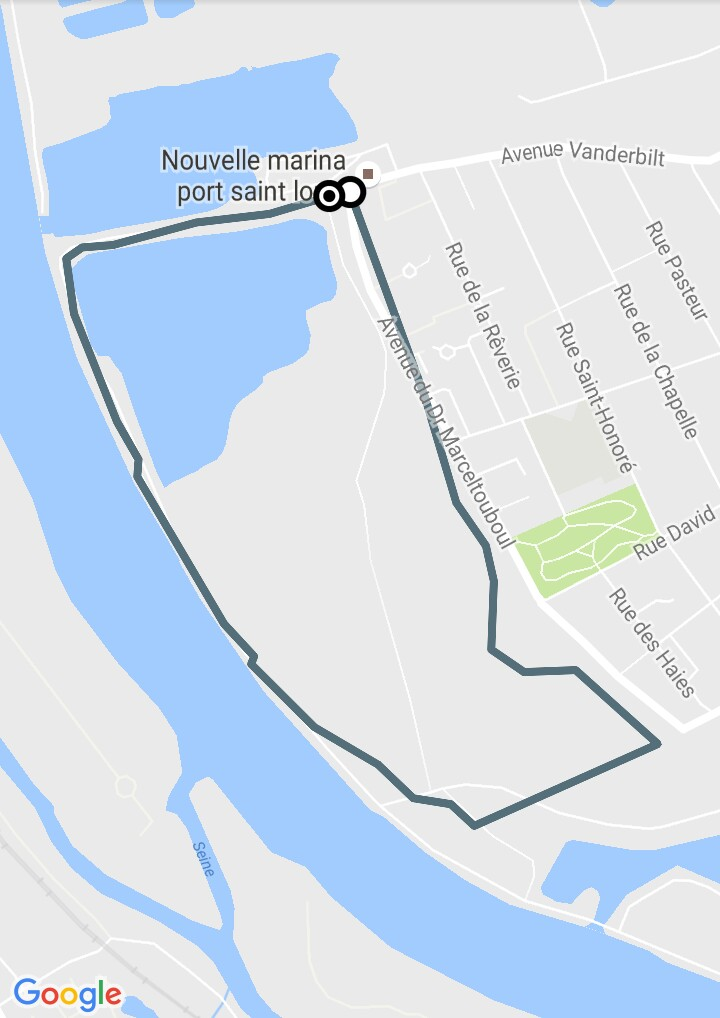 Nouvelle marina
port saint lo
Avenue Vanderbilt
Rue Pasteur
Rue de la Rêverie
Rue de la Chapelle
Rue Saint-Honoré
Avenue du Dr Marceltouboul
Rue David
Rue des Haies
Seine
Google